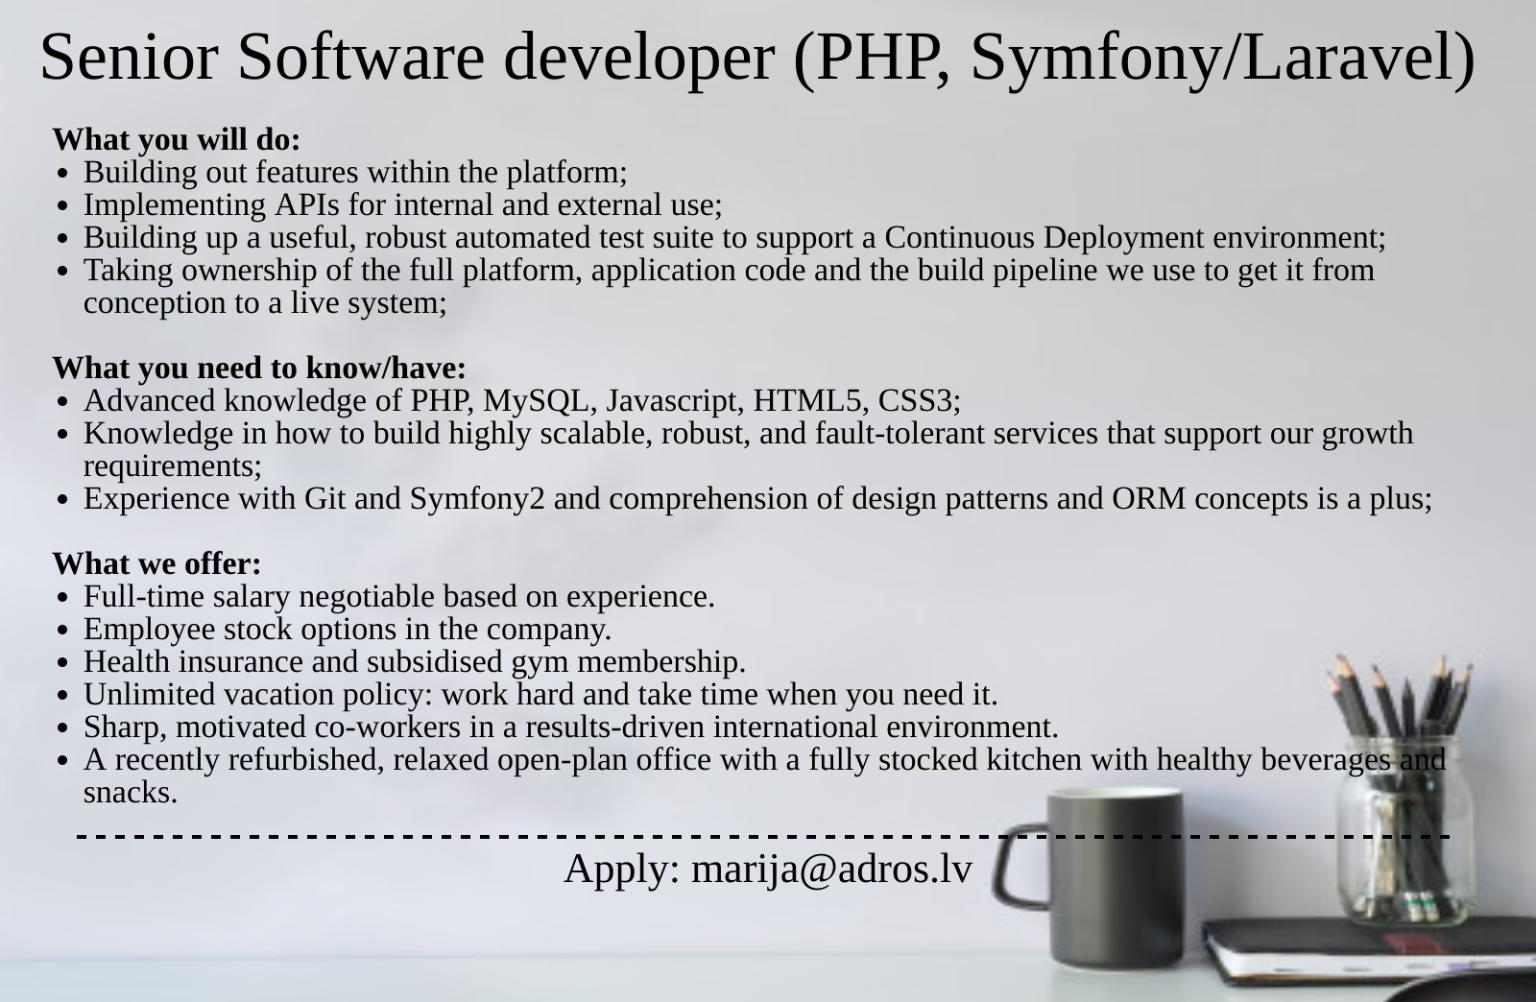 Senior Software developer (PHP, Symfony/Laravel)
What you will do:
• Building out features within the platform;
• Implementing APIs for internal and external use;
• Building up a useful, robust automated test suite to support a Continuous Deployment environment;
• Taking ownership of the full platform, application code and the build pipeline we use to get it from
conception to a live system;
What you need to know/have:
• Advanced knowledge of PHP, MySQL, Javascript, HTML5, CSS3;
• Knowledge in how to build highly scalable, robust, and fault-tolerant services that support our growth
requirements;
• Experience with Git and Symfony2 and comprehension of design patterns and ORM concepts is a plus;
What we offer:
• Full-time salary negotiable based on experience.
• Employee stock options in the company.
• Health insurance and subsidised gym membership.
• Unlimited vacation policy: work hard and take time when you need it.
• Sharp, motivated co-workers in a results-driven international environment.
• A recently refurbished, relaxed open-plan office with a fully stocked kitchen with healthy beverages and
snacks.
Apply: marija@adros.lv